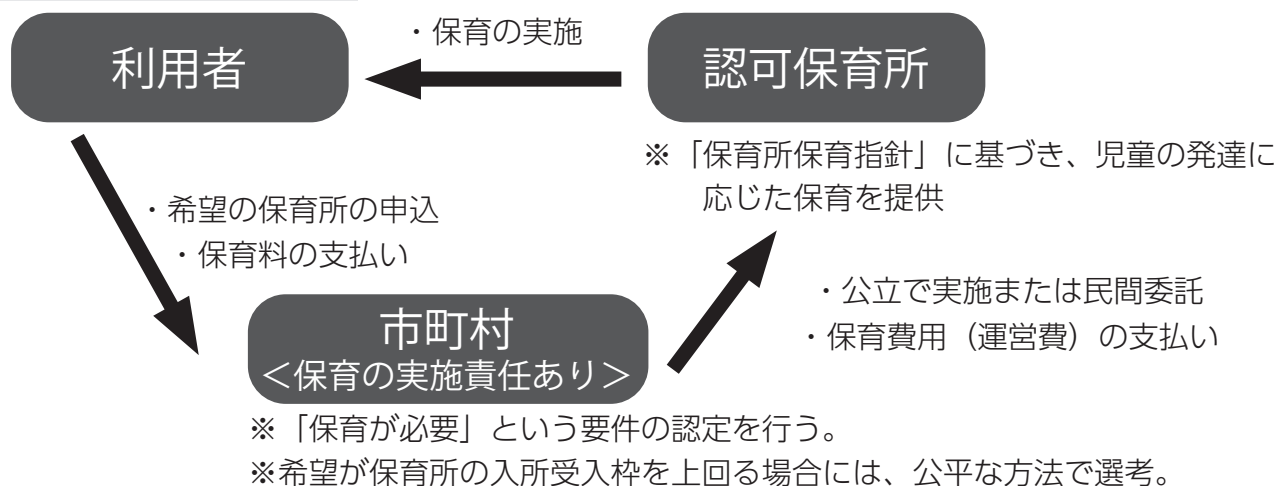 ・保育の実施
利用者
認可保育所
※「保育所保育指針」に基づき、児童の発達に
応じた保育を提供
・希望の保育所の申込
・保育料の支払い
・公立で実施または民間委託
・保育費用（運営費）の支払い
市町村
＜保育の実施責任あり＞
※「保育が必要」という要件の認定を行う。
※希望が保育所の入所受入枠を上回る場合には、公平な方法で選考。